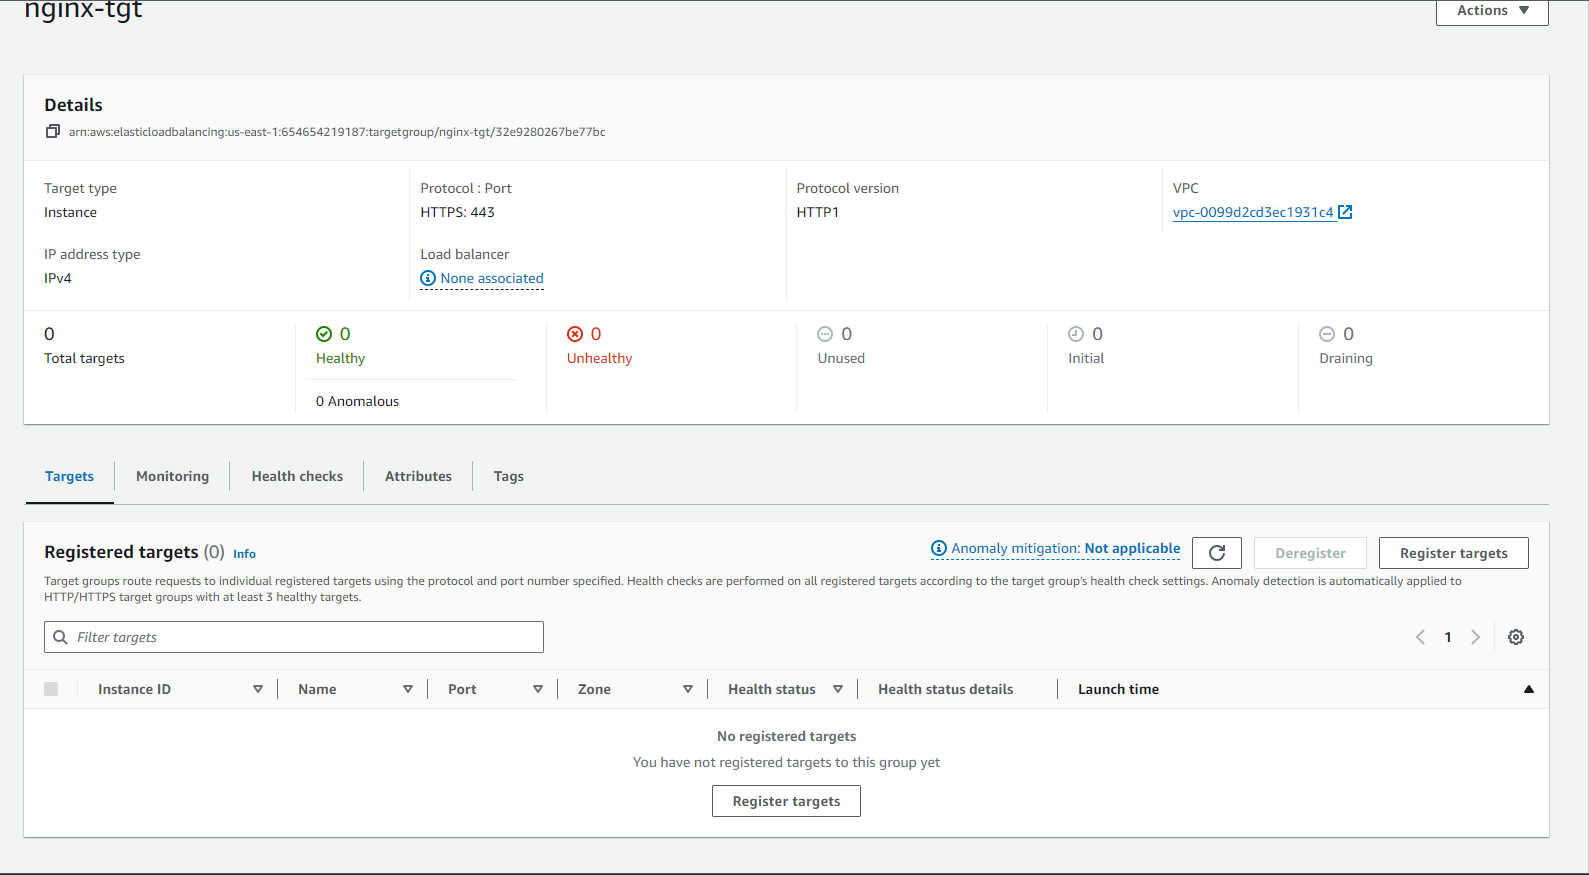 nginx-tgt
Actions
Details
arn:aws:elasticloadbalancing:us-east-1:654654219187:targetgroup/nginx-tgt/32e9280267be77bc
Target type
Instance
Protocol : Port
HTTPS: 443
Protocol version
HTTP1
VPC
vpc-0099d2cd3ec1931c4
IP address type
IPv4
Load balancer
None associated
0
Total targets
0
Healthy
0 Anomalous
0
Unhealthy
0
Unused
0
Initial
0
Draining
Targets
Monitoring
Health checks
Attributes
Tags
Registered targets (0) Info
Anomaly mitigation: Not applicable
Deregister
Register targets
Target groups route requests to individual registered targets using the protocol and port number specified. Health checks are performed on all registered targets according to the target group's health check settings. Anomaly detection is automatically applied to
HTTP/HTTPS target groups with at least 3 healthy targets.
Filter targets
1
Instance ID
Name
Port
Zone
Health status
Health status details
Launch time
No registered targets
You have not registered targets to this group yet
Register targets